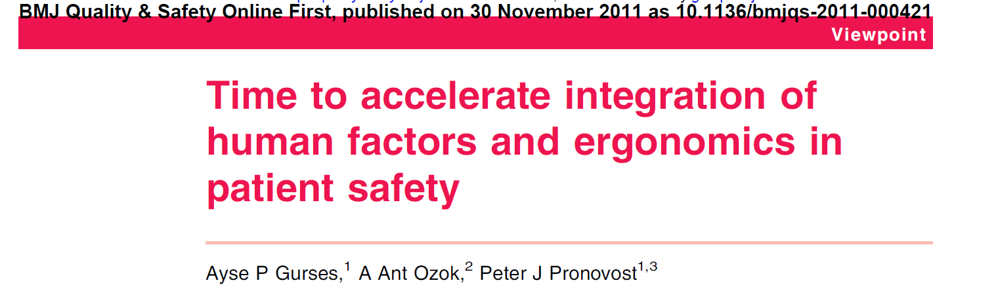 BMJ Quality & Safety Online First, published on 30 November 2011 as 10.1136/bmjqs-2011-000421
Viewpoint
Time to accelerate integration of
human factors and ergonomics in
patient safety
Ayse P Gurses,1 A Ant Ozok,2 Peter J Pronovost1,3